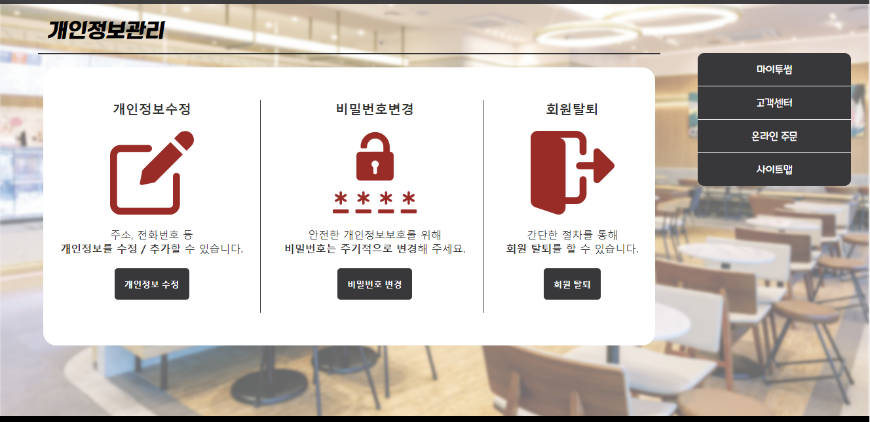 개인정보관리
개인정보수정
주소, 전화번호 등
개인정보를 수정 / 추가할 수 있습니다.
개인정보 수정
비밀번호변경
****
안전한 개인정보보호를 위해
비밀번호는 주기적으로 변경해 주세요.
비밀번호 변경
회원탈퇴
간단한 절차를 통해
회원 탈퇴를 할 수 있습니다.
회원 탈퇴
마이투썸
고객센터
온라인 주문
사이트맵